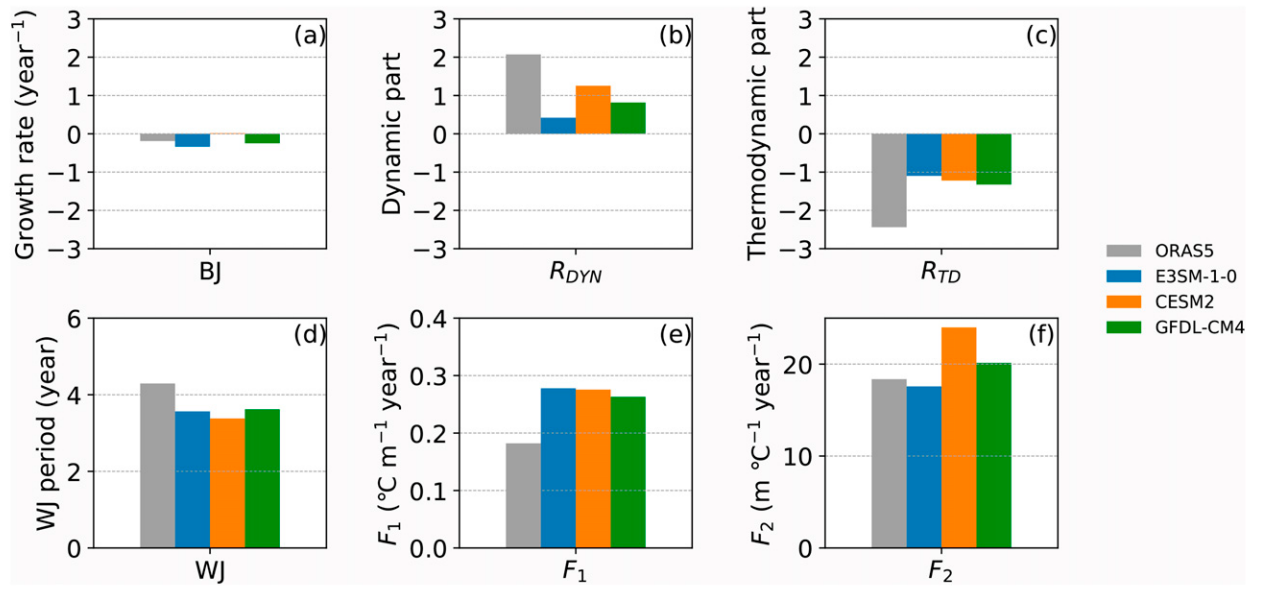 (a)
Growth rate (year⁻¹)
3
2
1
0
−1
−2
−3
BJ
(b)
Dynamic part
3
2
1
0
−1
−2
−3
R_DYN
(c)
Thermodynamic part
3
2
1
0
−1
−2
−3
R_TD
ORAS5
E3SM-1-0
CESM2
GFDL-CM4
(d)
WJ period (year)
6
4
2
0
WJ
(e)
F₁ (℃ m⁻¹ year⁻¹)
0.4
0.3
0.2
0.1
0.0
F₁
(f)
F₂ (m ℃⁻¹ year⁻¹)
20
10
0
F₂